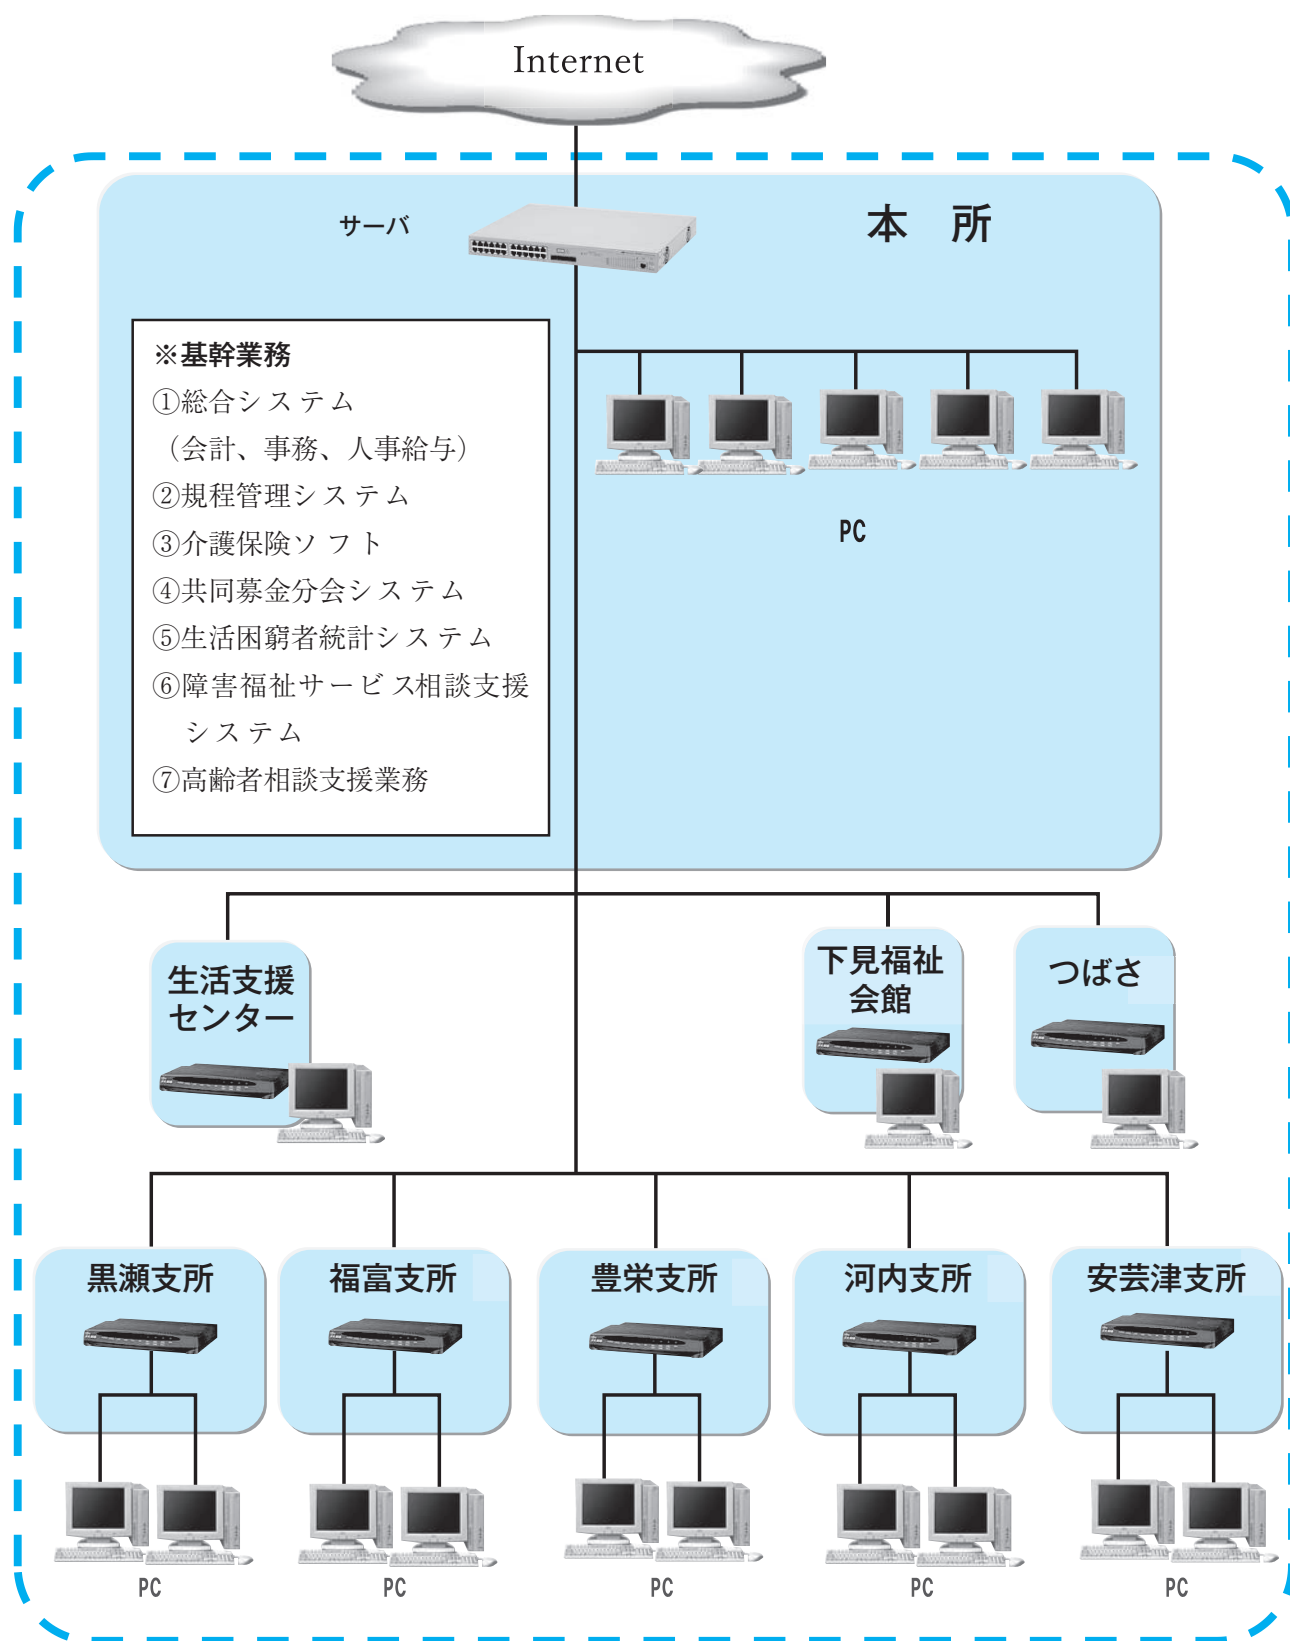 Internet
サーバ
本　所
※基幹業務
①総合システム
（会計、事務、人事給与）
②規程管理システム
③介護保険ソフト
④共同募金分会システム
⑤生活困窮者統計システム
⑥障害福祉サービス相談支援
システム
⑦高齢者相談支援業務
PC
生活支援
センター
下見福祉
会館
つばさ
黒瀬支所
福富支所
豊栄支所
河内支所
安芸津支所
PC
PC
PC
PC
PC